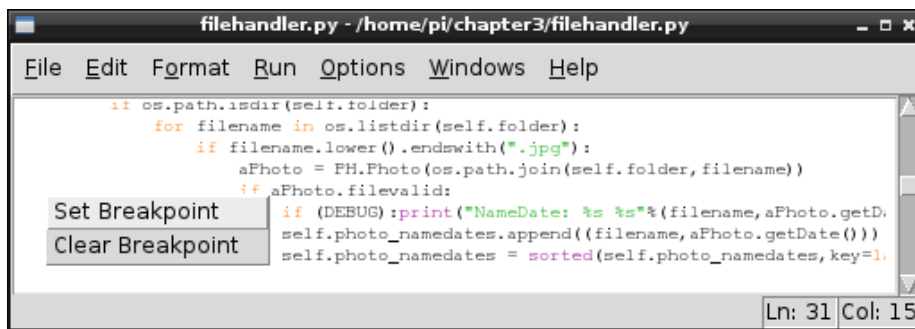 filehandler.py - /home/pi/chapter3/filehandler.py
File Edit Format Run Options Windows Help
if os.path.isdir(self.folder):
for filename in os.listdir(self.folder):
if filename.lower().endswith(".jpg"):
aPhoto = PH.Photo(os.path.join(self.folder,filename))
if aPhoto.filevalid:
Set Breakpoint
if (DEBUG):print("NameDate: %s %s"%(filename,aPhoto.getDa
self.photo_namedates.append((filename,aPhoto.getDate()))
Clear Breakpoint
self.photo_namedates = sorted(self.photo_namedates,key=la
Ln: 31 Col: 15